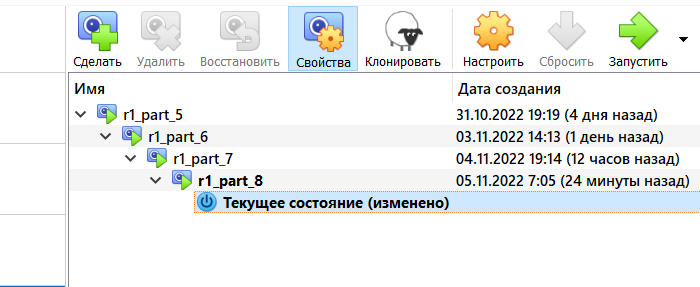 Сделать Удалить Восстановить Свойства Клонировать Настроить Сбросить Запустить
Имя Дата создания
r1_part_5 31.10.2022 19:19 (4 дня назад)
r1_part_6 03.11.2022 14:13 (1 день назад)
r1_part_7 04.11.2022 19:14 (12 часов назад)
r1_part_8 05.11.2022 7:05 (24 минуты назад)
Текущее состояние (изменено)